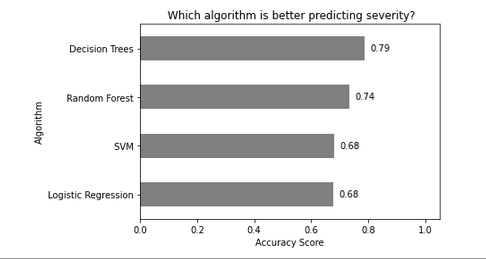 Which algorithm is better predicting severity?
Decision Trees 0.79
Random Forest 0.74
SVM 0.68
Logistic Regression 0.68
Algorithm
0.0 0.2 0.4 0.6 0.8 1.0
Accuracy Score